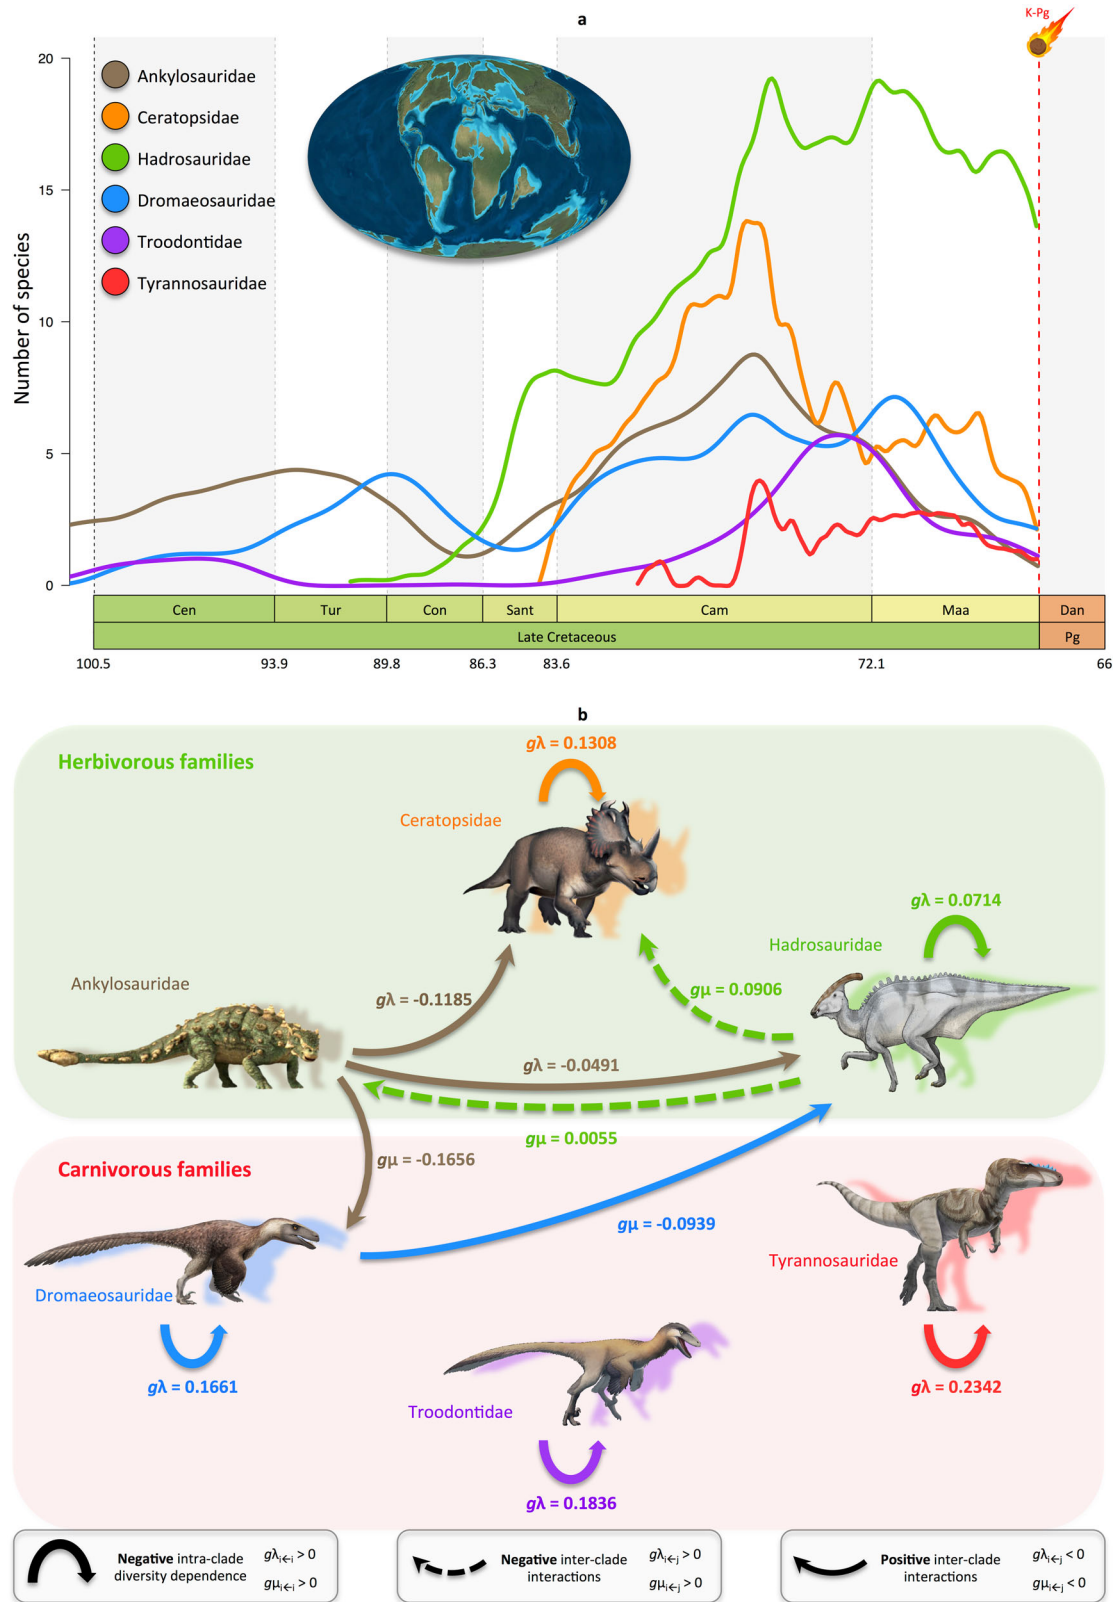 a
K-Pg
20
15
10
5
0
Number of species
Ankylosauridae
Ceratopsidae
Hadrosauridae
Dromaeosauridae
Troodontidae
Tyrannosauridae
Cen Tur Con Sant Cam Maa Dan
Late Cretaceous Pg
100.5 93.9 89.8 86.3 83.6 72.1 66
b
Herbivorous families
gλ = 0.1308
Ceratopsidae
gλ = 0.0714
Hadrosauridae
Ankylosauridae
gλ = -0.1185
gμ = 0.0906
gλ = -0.0491
gμ = 0.0055
Carnivorous families
gμ = -0.1656
gμ = -0.0939
Tyrannosauridae
Dromaeosauridae
gλ = 0.1661
gλ = 0.2342
Troodontidae
gλ = 0.1836
Negative intra-clade
diversity dependence
gλi←i > 0
gμi←i > 0
Negative inter-clade
interactions
gλi←j > 0
gμi←j > 0
Positive inter-clade
interactions
gλi←j < 0
gμi←j < 0